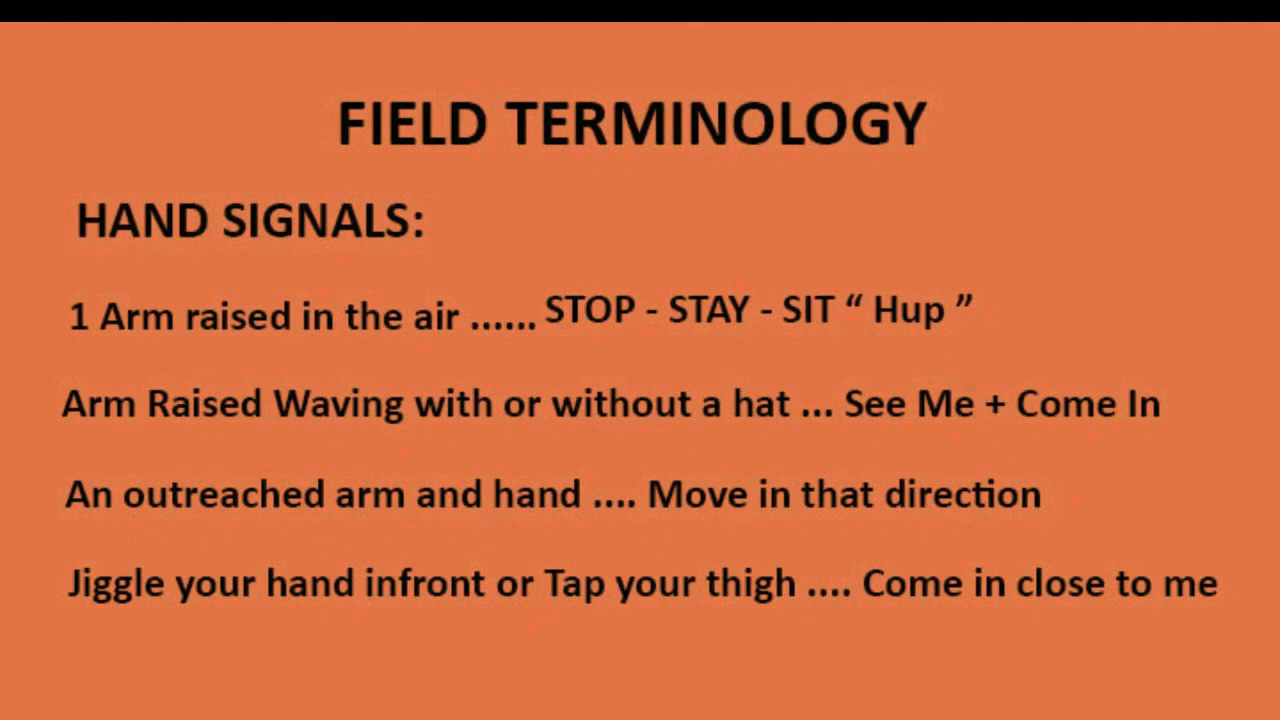 FIELD TERMINOLOGY
HAND SIGNALS:
1 Arm raised in the air ...... STOP - STAY - SIT “ Hup ”
Arm Raised Waving with or without a hat ... See Me + Come In
An outreached arm and hand .... Move in that direction
Jiggle your hand infront or Tap your thigh .... Come in close to me